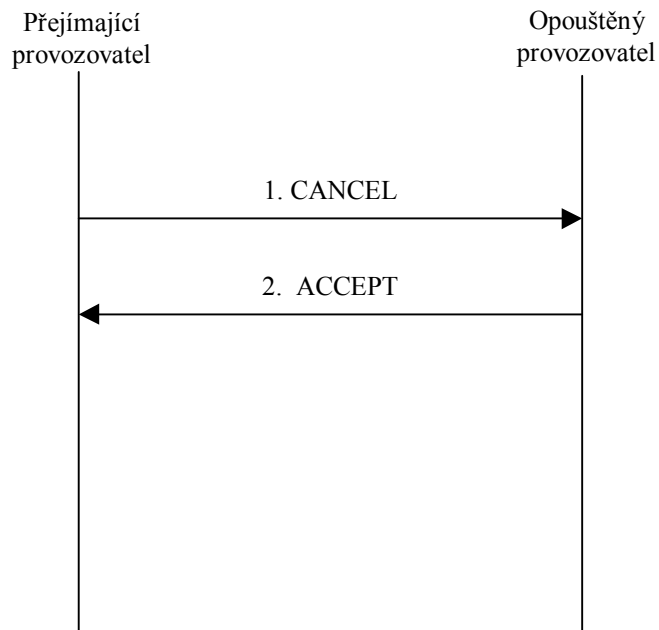 Přejímající
provozovatel
Opouštěný
provozovatel
1. CANCEL
2. ACCEPT